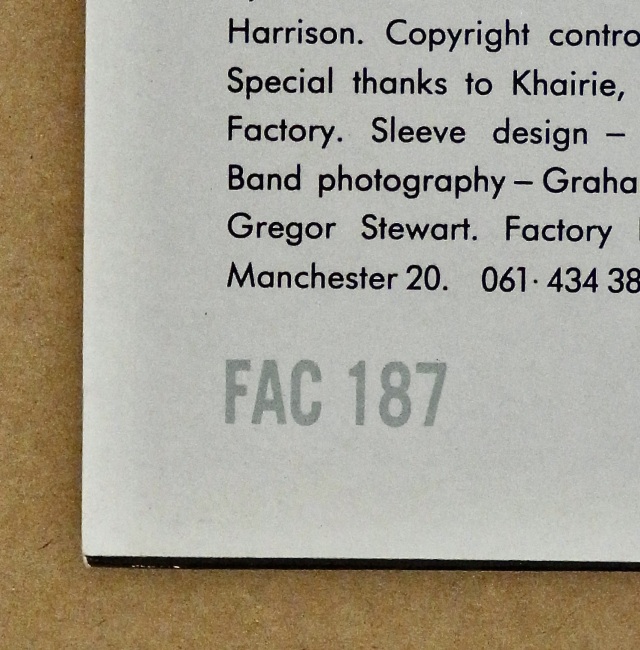 Harrison. Copyright contro
Special thanks to Khairie,
Factory. Sleeve design –
Band photography – Graha
Gregor Stewart. Factory
Manchester 20. 061· 434 38
FAC 187